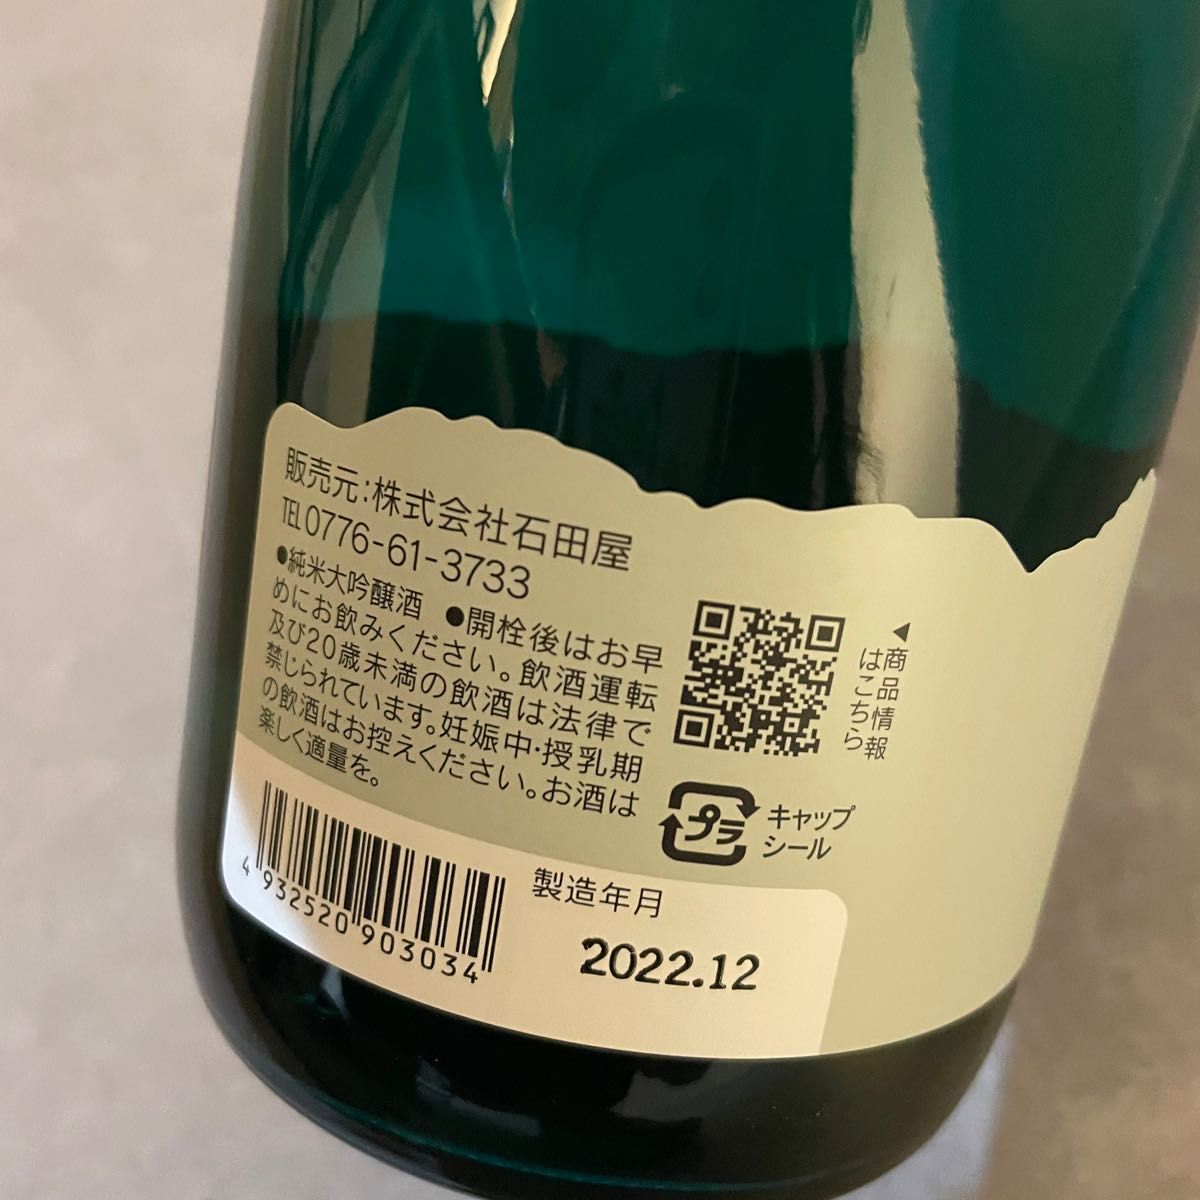 販売元:株式会社石田屋
TEL0776-61-3733
●純米大吟醸酒 ●開栓後はお早
めにお飲みください。飲酒運転
及び20歳未満の飲酒は法律で
禁じられています。妊娠中・授乳期
の飲酒はお控えください。お酒は
楽しく適量を。
◀商品情報
はこちら
プラ
キャップ
シール
製造年月
2022.12
4 932520 903034